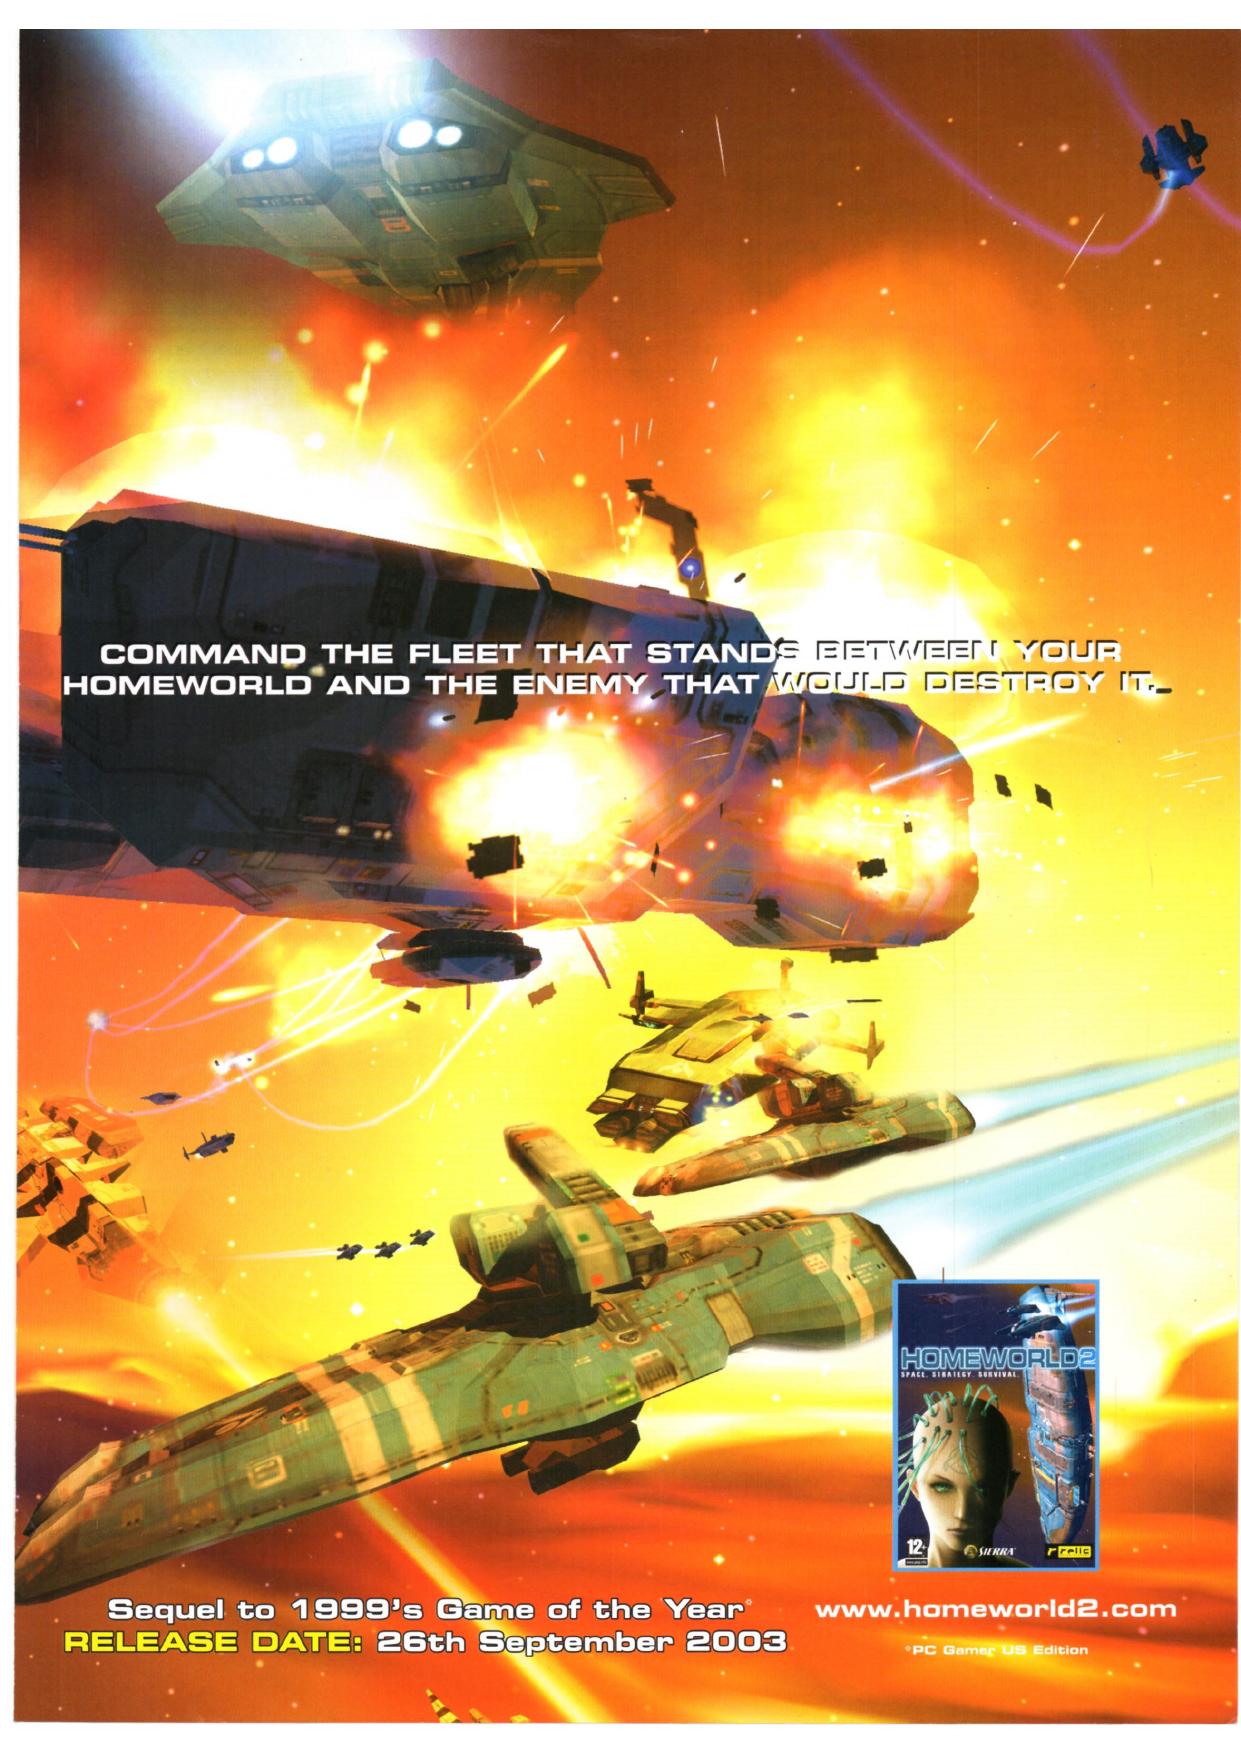 COMMAND THE FLEET THAT STANDS BETWEEN YOUR
HOMEWORLD AND THE ENEMY THAT WOULD DESTROY IT.
HOMEWORLD2
SPACE. STRATEGY. SURVIVAL.
12+
SIERRA
relic
Sequel to 1999's Game of the Year*
RELEASE DATE: 26th September 2003
www.homeworld2.com
*PC Gamer US Edition